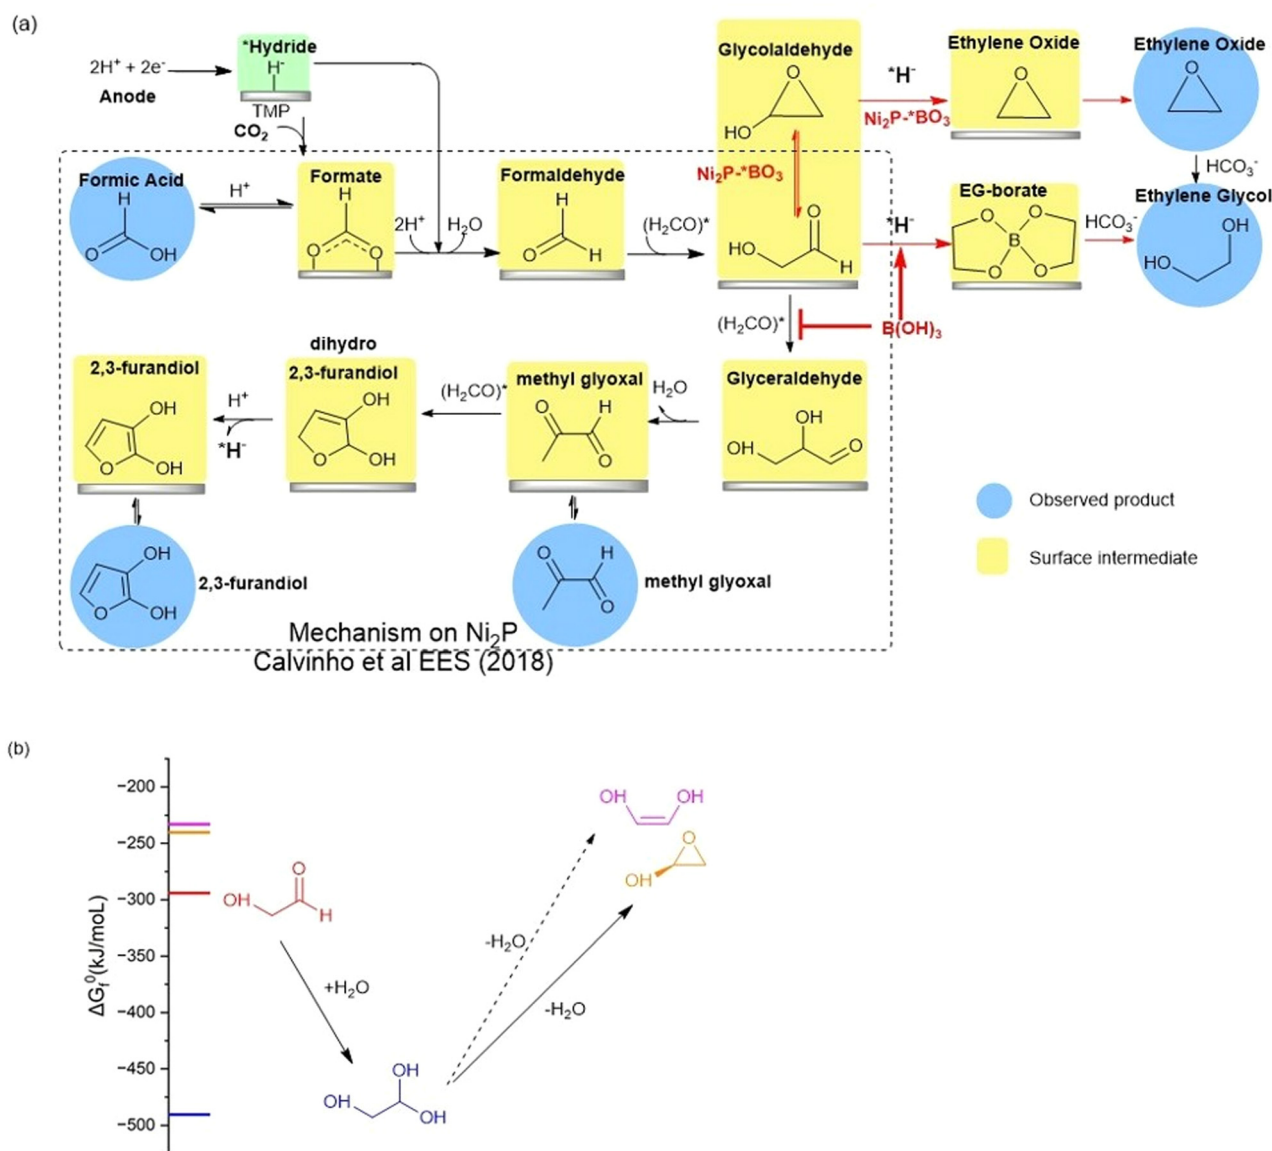 (a)
*Hydride
H⁻
2H⁺ + 2e⁻
Anode
TMP
CO₂
Glycolaldehyde
O
HO
*H⁻
Ni₂P-*BO₃
Ethylene Oxide
O
Ethylene Oxide
O
HCO₃⁻
Formic Acid
H
O
OH
H⁺
Formate
H
O
O
2H⁺
H₂O
Formaldehyde
H
O
H
(H₂CO)*
Ni₂P-*BO₃
O
HO
H
*H⁻
EG-borate
O
O
B
O
O
HCO₃⁻
Ethylene Glycol
OH
HO
(H₂CO)*
B(OH)₃
2,3-furandiol
OH
O
OH
H⁺
*H⁻
dihydro
2,3-furandiol
OH
O
OH
(H₂CO)*
methyl glyoxal
O
H
O
H₂O
Glyceraldehyde
OH
OH
O
OH
O
OH
2,3-furandiol
O
H
O
methyl glyoxal
Observed product
Surface intermediate
Mechanism on Ni₂P
Calvinho et al EES (2018)
(b)
ΔG_f⁰(kJ/moL)
−200
−250
−300
−350
−400
−450
−500
OH
O
H
+H₂O
OH
OH
OH
-H₂O
-H₂O
OH
OH
O
OH